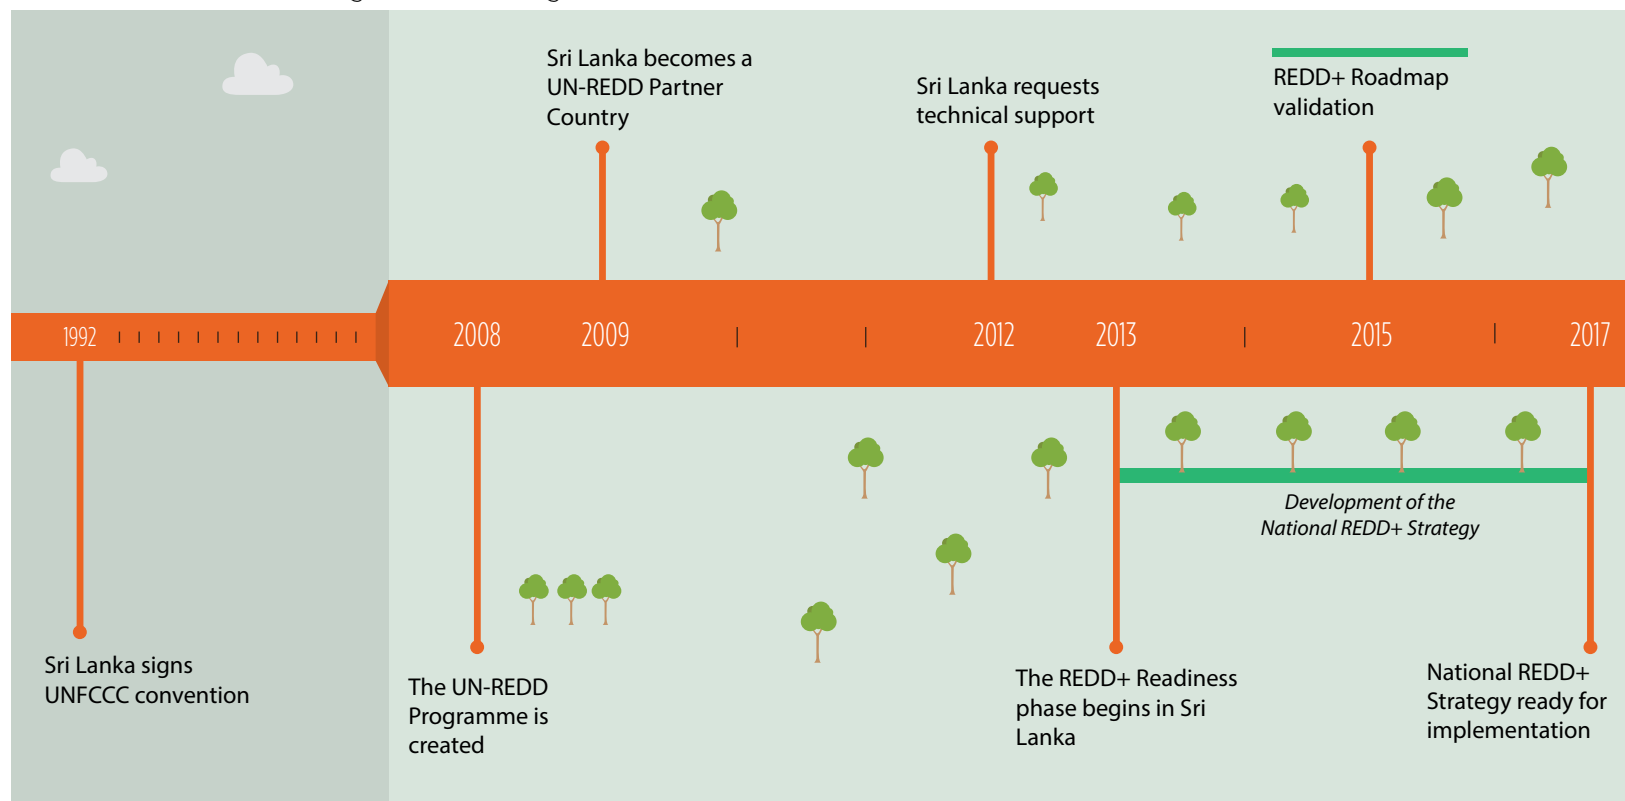 Sri Lanka becomes a
UN-REDD Partner
Country
Sri Lanka requests
technical support
REDD+ Roadmap
validation
1992
2008
2009
2012
2013
2015
2017
Development of the
National REDD+ Strategy
Sri Lanka signs
UNFCCC convention
The UN-REDD
Programme is
created
The REDD+ Readiness
phase begins in Sri
Lanka
National REDD+
Strategy ready for
implementation